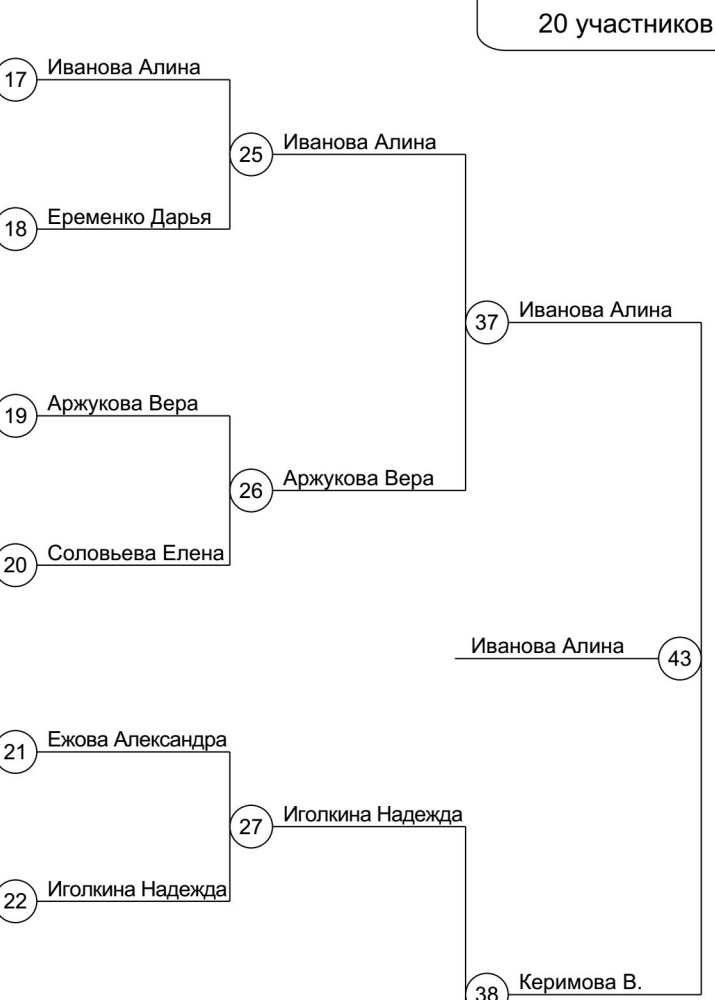 20 участников
17 Иванова Алина
25 Иванова Алина
18 Еременко Дарья
37 Иванова Алина
19 Аржукова Вера
26 Аржукова Вера
20 Соловьева Елена
Иванова Алина 43
21 Ежова Александра
27 Иголкина Надежда
22 Иголкина Надежда
38 Керимова В.